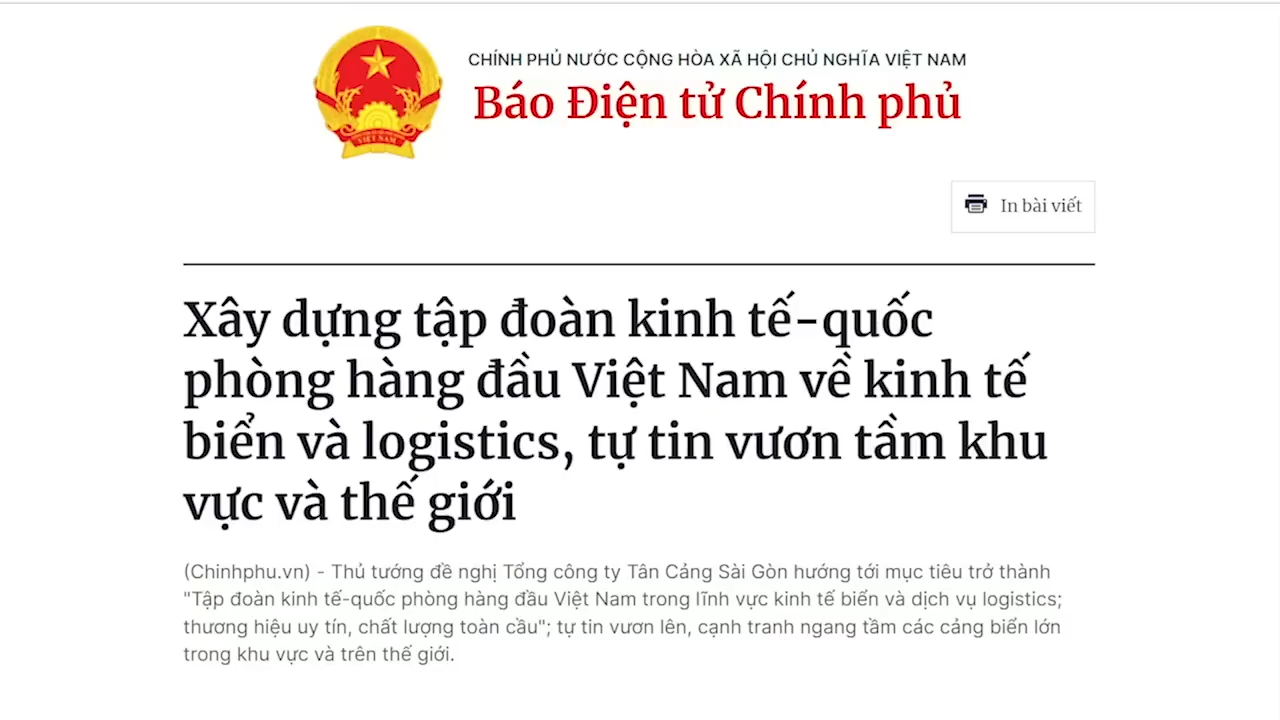 CHÍNH PHỦ NƯỚC CỘNG HÒA XÃ HỘI CHỦ NGHĨA VIỆT NAM
Báo Điện tử Chính phủ
VIỆT NAM
In bài viết
Xây dựng tập đoàn kinh tế-quốc
phòng hàng đầu Việt Nam về kinh tế
biển và logistics, tự tin vươn tầm khu
vực và thế giới
(Chinhphu.vn) - Thủ tướng đề nghị Tổng công ty Tân Cảng Sài Gòn hướng tới mục tiêu trở thành
"Tập đoàn kinh tế-quốc phòng hàng đầu Việt Nam trong lĩnh vực kinh tế biển và dịch vụ logistics;
thương hiệu uy tín, chất lượng toàn cầu"; tự tin vươn lên, cạnh tranh ngang tầm các cảng biển lớn
trong khu vực và trên thế giới.